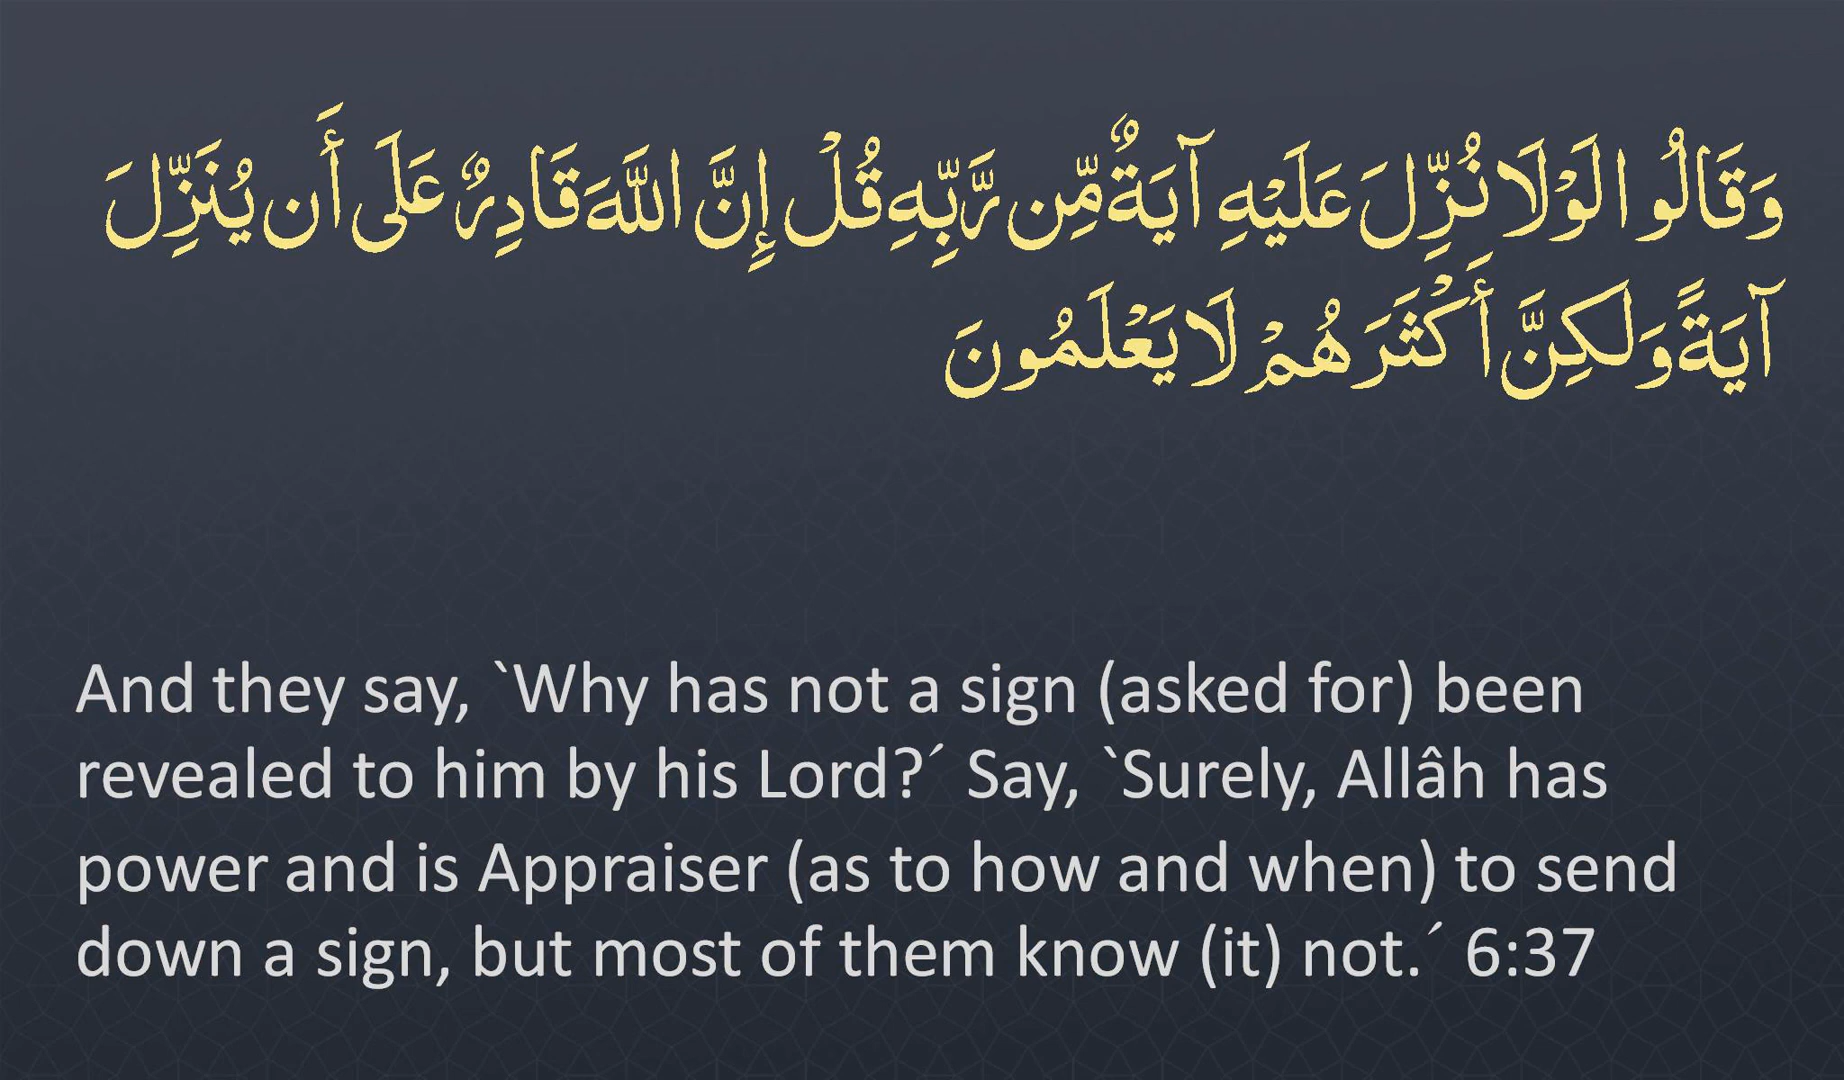 وَقَالُوا لَوْلَا نُزِّلَ عَلَيْهِ آيَةٌ مِّن رَّبِّهِ قُلْ إِنَّ اللَّهَ قَادِرٌ عَلَى أَن يُنَزِّلَ
آيَةً وَلَكِنَّ أَكْثَرَهُمْ لَا يَعْلَمُونَ
And they say, `Why has not a sign (asked for) been
revealed to him by his Lord?´ Say, `Surely, Allâh has
power and is Appraiser (as to how and when) to send
down a sign, but most of them know (it) not.´ 6:37